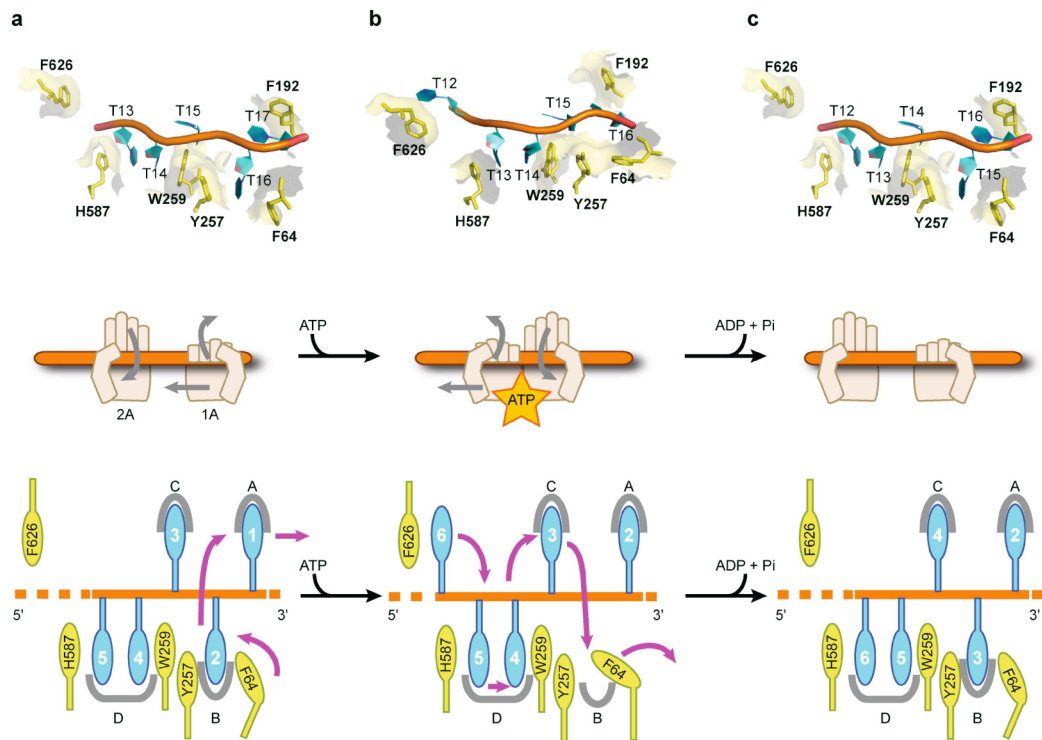 a
b
c
F626
F192
T13
T15
T17
T14
T16
W259
H587
Y257
F64
F192
T12
T15
T16
F626
T13
T14
W259
F64
Y257
H587
F626
F192
T12
T14
T16
T13
T15
W259
H587
Y257
F64
2A
1A
ATP
ATP
ADP + Pi
C
A
F626
3
1
5'
3'
H587
5
4
W259
Y257
2
F64
D
B
ATP
C
A
F626
6
3
2
5'
3'
H587
5
4
W259
Y257
F64
D
B
ADP + Pi
C
A
F626
4
2
5'
3'
H587
6
5
W259
Y257
3
F64
D
B